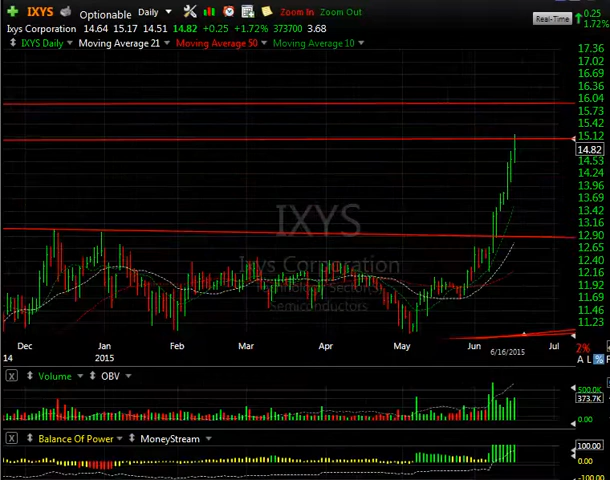 IXYS Optionable Daily Zoom In Zoom Out
Ixys Corporation 14.64 15.17 14.51 14.82 +0.25 +1.72% 373700 3.68
Real-Time
0.25
1.72%
IXYS Daily Moving Average 21 Moving Average 50 Moving Average 10
17.36
17.02
16.69
16.36
16.04
15.73
15.42
15.12
14.82
14.53
14.24
13.96
13.69
13.42
13.16
12.90
12.65
12.40
12.16
11.92
11.69
11.46
11.23
IXYS
Ixys Corporation
Semiconductors
Dec Jan Feb Mar Apr May Jun Jul
14 2015 6/16/2015
2%
A L %
X Volume OBV
500.0K
373.7K
0.00
X Balance Of Power MoneyStream
100.00
0.00
-100.00